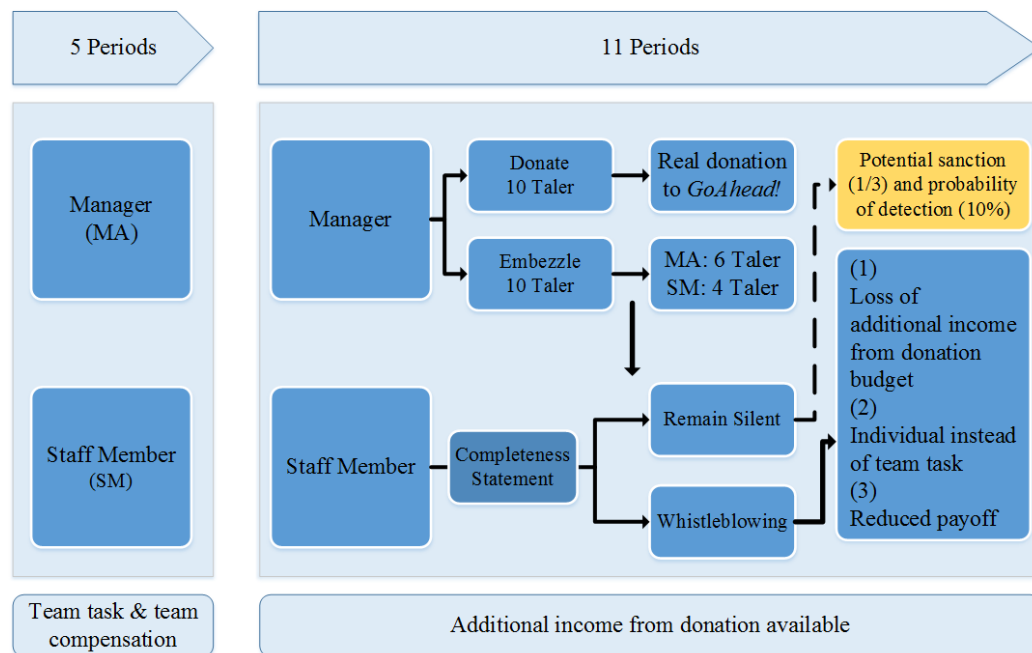 5 Periods
11 Periods
Manager
(MA)
Staff Member
(SM)
Team task & team
compensation
Manager
Donate
10 Taler
Real donation
to GoAhead!
Embezzle
10 Taler
MA: 6 Taler
SM: 4 Taler
Potential sanction
(1/3) and probability
of detection (10%)
Staff Member
Completeness
Statement
Remain Silent
Whistleblowing
(1)
Loss of
additional income
from donation
budget
(2)
Individual instead
of team task
(3)
Reduced payoff
Additional income from donation available